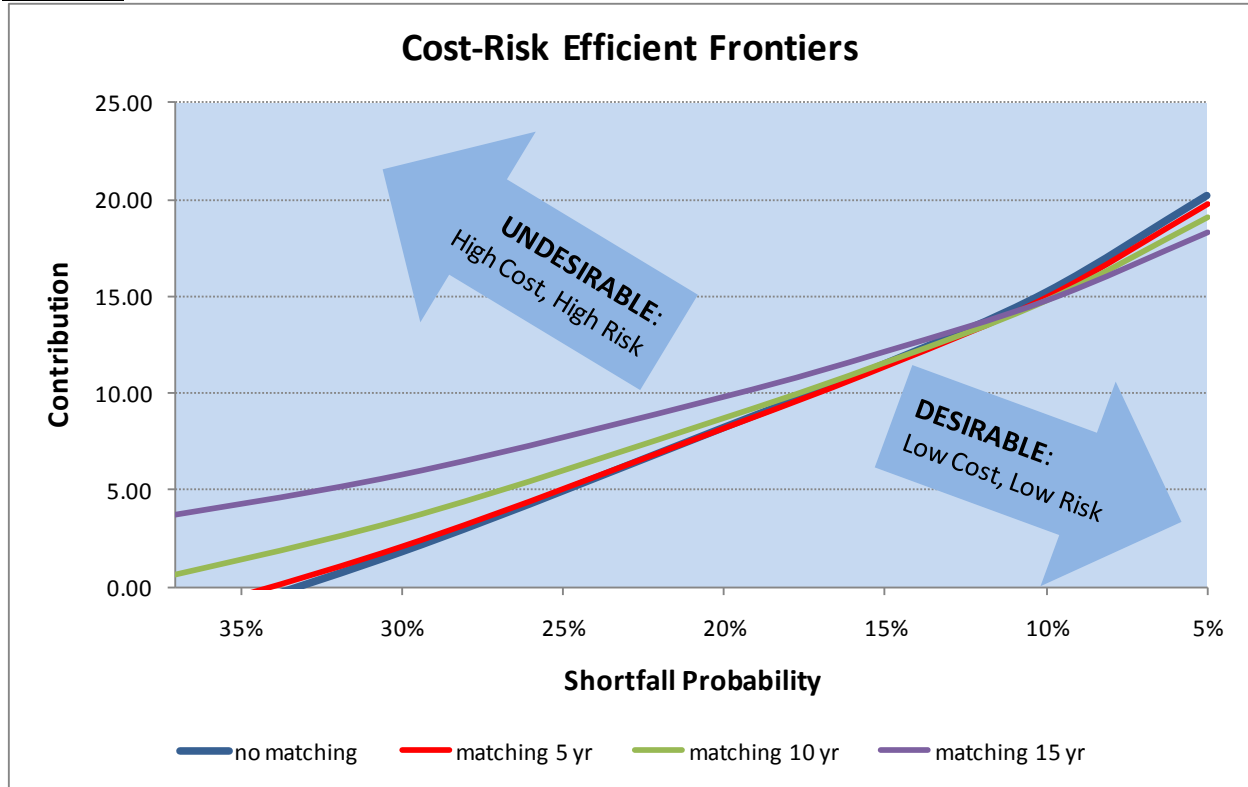 Cost-Risk Efficient Frontiers
25.00
20.00
15.00
10.00
5.00
0.00
Contribution
UNDESIRABLE:
High Cost, High Risk
DESIRABLE:
Low Cost, Low Risk
35% 30% 25% 20% 15% 10% 5%
Shortfall Probability
no matching matching 5 yr matching 10 yr matching 15 yr